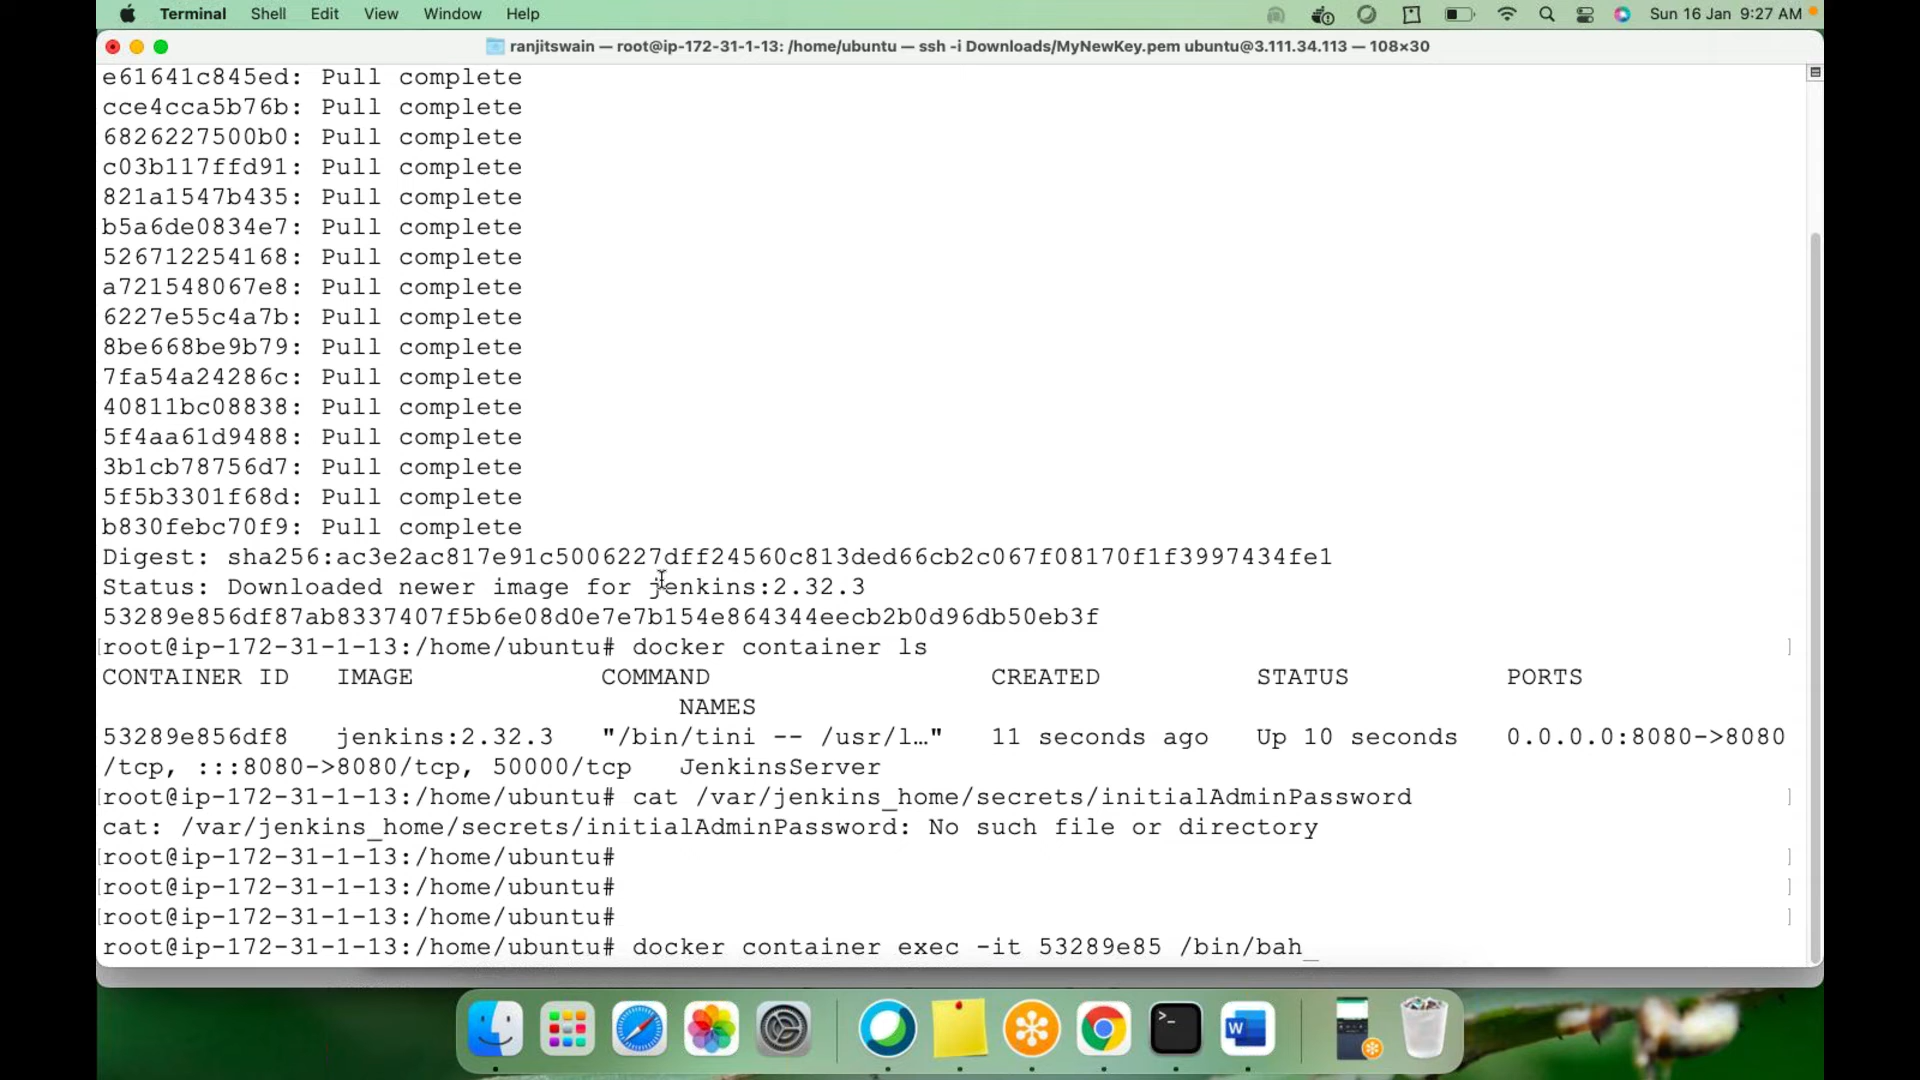 Terminal Shell Edit View Window Help Sun 16 Jan 9:27 AM
ranjitswain — root@ip-172-31-1-13: /home/ubuntu — ssh -i Downloads/MyNewKey.pem ubuntu@3.111.34.113 — 108×30
e61641c845ed: Pull complete
cce4cca5b76b: Pull complete
6826227500b0: Pull complete
c03b117ffd91: Pull complete
821a1547b435: Pull complete
b5a6de0834e7: Pull complete
526712254168: Pull complete
a721548067e8: Pull complete
6227e55c4a7b: Pull complete
8be668be9b79: Pull complete
7fa54a24286c: Pull complete
40811bc08838: Pull complete
5f4aa61d9488: Pull complete
3b1cb78756d7: Pull complete
5f5b3301f68d: Pull complete
b830febc70f9: Pull complete
Digest: sha256:ac3e2ac817e91c5006227dff24560c813ded66cb2c067f08170f1f3997434fe1
Status: Downloaded newer image for jenkins:2.32.3
53289e856df87ab8337407f5b6e08d0e7e7b154e864344eecb2b0d96db50eb3f
[root@ip-172-31-1-13:/home/ubuntu# docker container ls ]
CONTAINER ID IMAGE COMMAND CREATED STATUS PORTS
NAMES
53289e856df8 jenkins:2.32.3 "/bin/tini -- /usr/l…" 11 seconds ago Up 10 seconds 0.0.0.0:8080->8080
/tcp, :::8080->8080/tcp, 50000/tcp JenkinsServer
[root@ip-172-31-1-13:/home/ubuntu# cat /var/jenkins_home/secrets/initialAdminPassword ]
cat: /var/jenkins_home/secrets/initialAdminPassword: No such file or directory
[root@ip-172-31-1-13:/home/ubuntu# ]
[root@ip-172-31-1-13:/home/ubuntu# ]
[root@ip-172-31-1-13:/home/ubuntu# ]
root@ip-172-31-1-13:/home/ubuntu# docker container exec -it 53289e85 /bin/bah_
>_
W